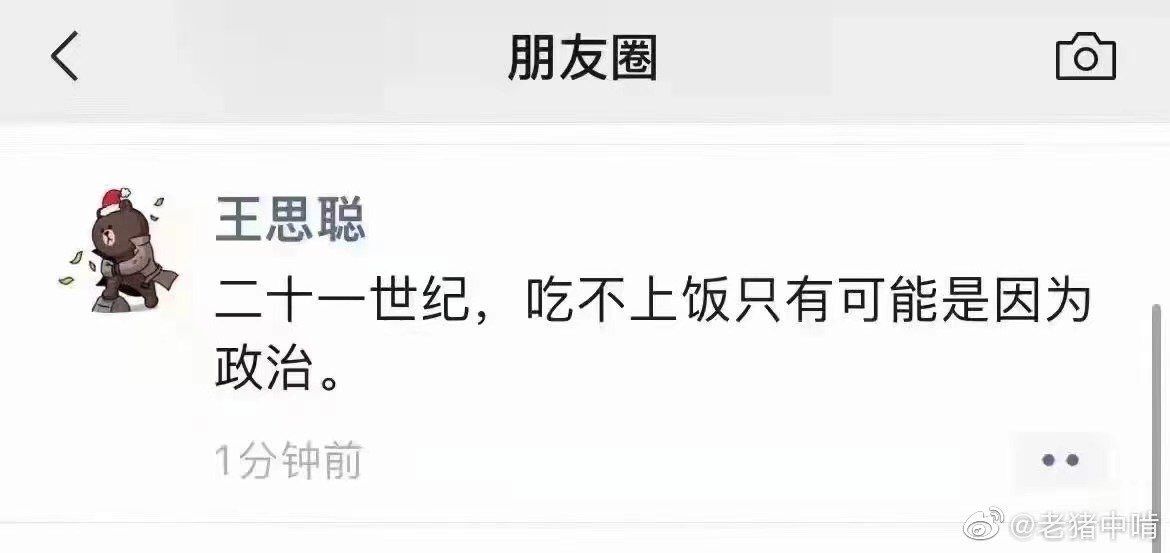 朋友圈
王思聪
二十一世纪，吃不上饭只有可能是因为
政治。
1分钟前
@老猪中啃